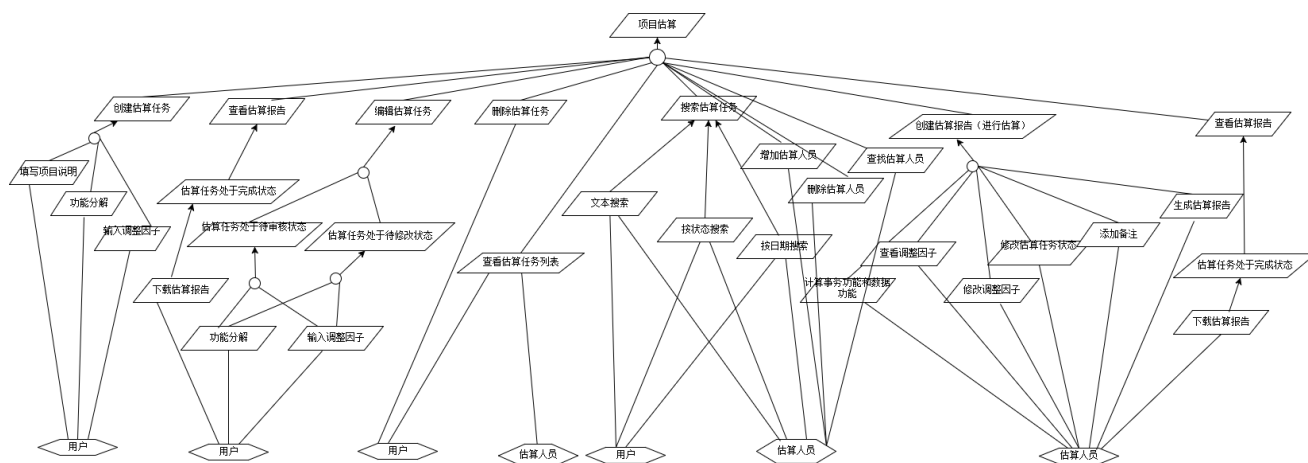 项目估算
创建估算任务
查看估算报告
编辑估算任务
删除估算任务
搜索估算任务
创建估算报告（进行估算）
查看估算报告
填写项目说明
功能分解
输入调整因子
估算任务处于完成状态
下载估算报告
估算任务处于待审核状态
估算任务处于待修改状态
功能分解
输入调整因子
查看估算任务列表
文本搜索
按状态搜索
按日期搜索
增加估算人员
删除估算人员
查找估算人员
查看调整因子
计算事务功能和数据
功能
修改调整因子
修改估算任务状态
添加备注
生成估算报告
估算任务处于完成状态
下载估算报告
用户
用户
用户
估算人员
用户
估算人员
估算人员